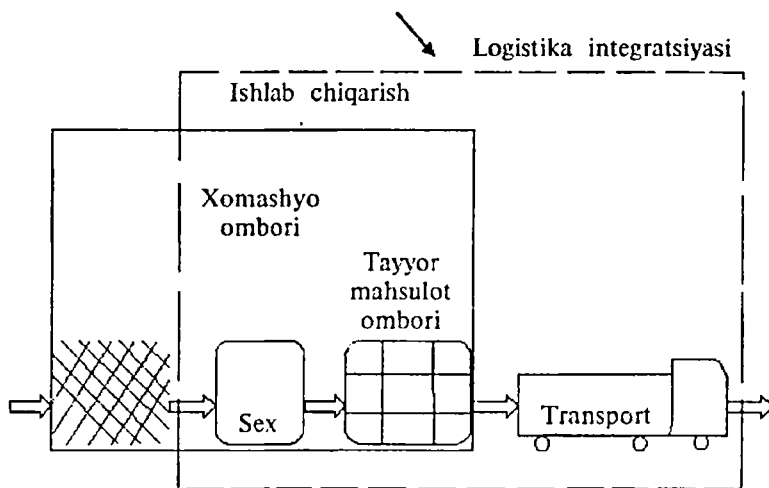 Logistika integratsiyasi
Ishlab chiqarish
Xomashyo
ombori
Tayyor
mahsulot
ombori
Sex
Transport